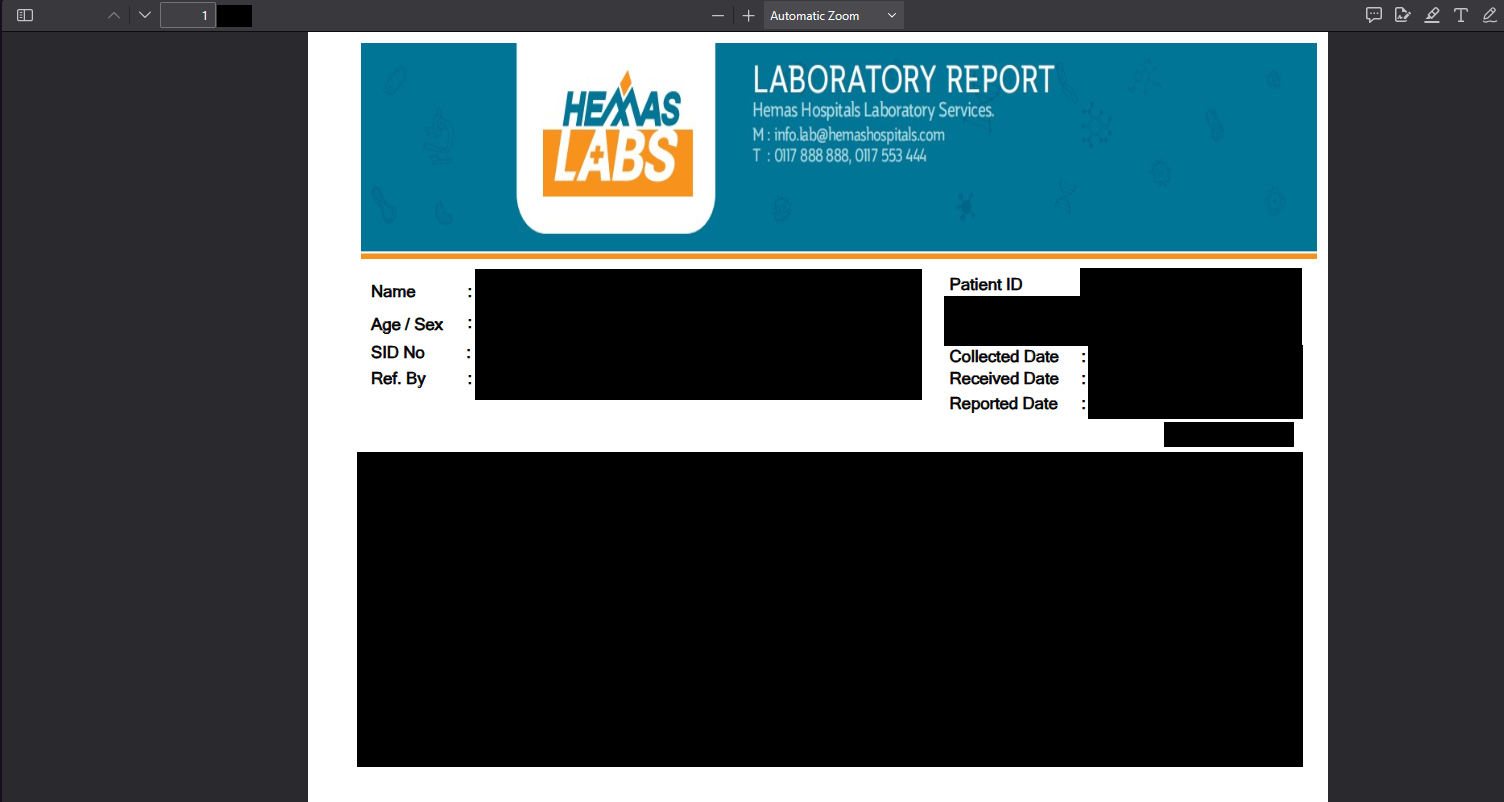 1
Automatic Zoom
HEMAS
LABS
LABORATORY REPORT
Hemas Hospitals Laboratory Services.
M : info.lab@hemashospitals.com
T : 0117 888 888, 0117 553 444
Name :
Age / Sex :
SID No :
Ref. By :
Patient ID
Collected Date :
Received Date :
Reported Date :